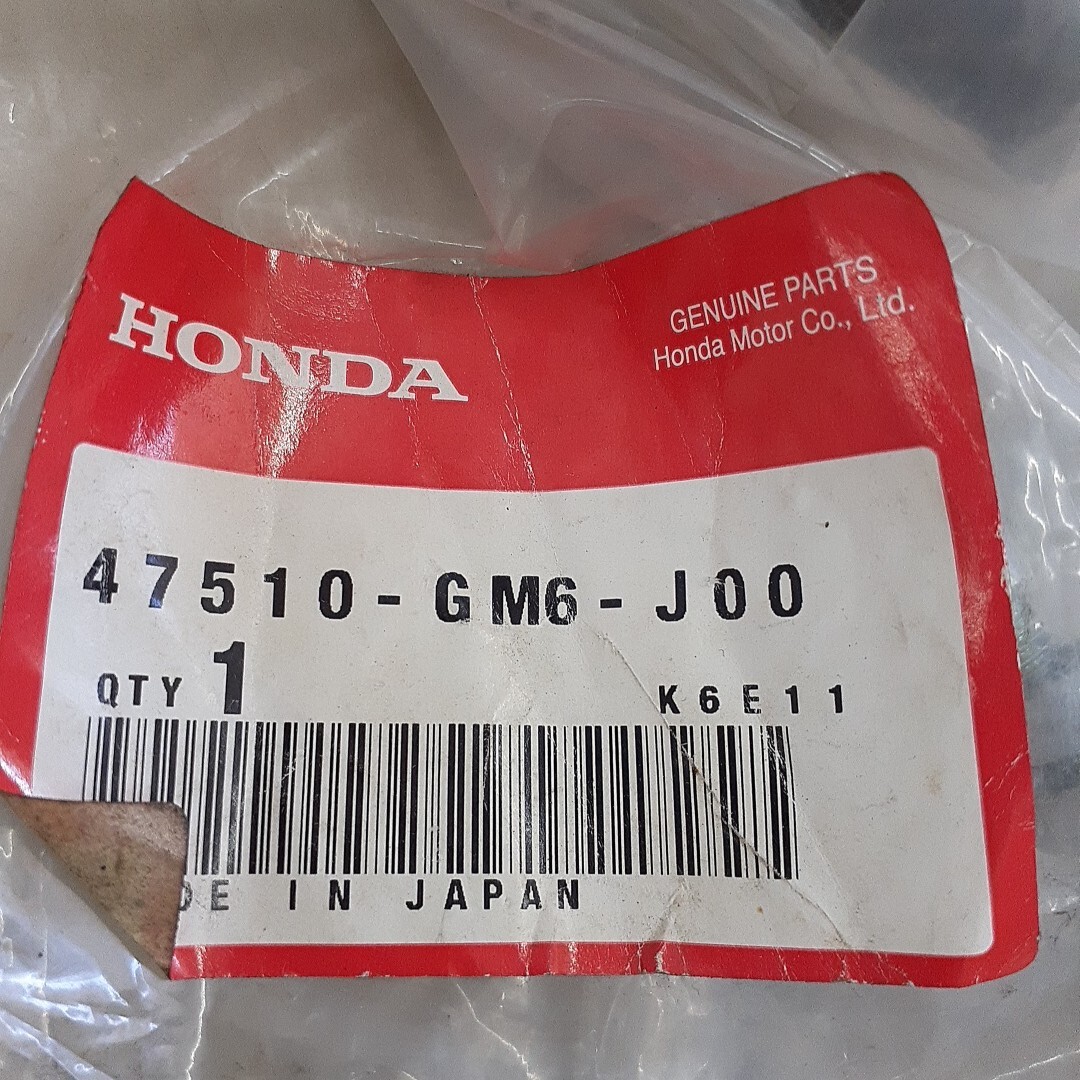 HONDA
GENUINE PARTS
Honda Motor Co., Ltd.
47510-GM6-J00
QTY 1
K6E11
DE IN JAPAN